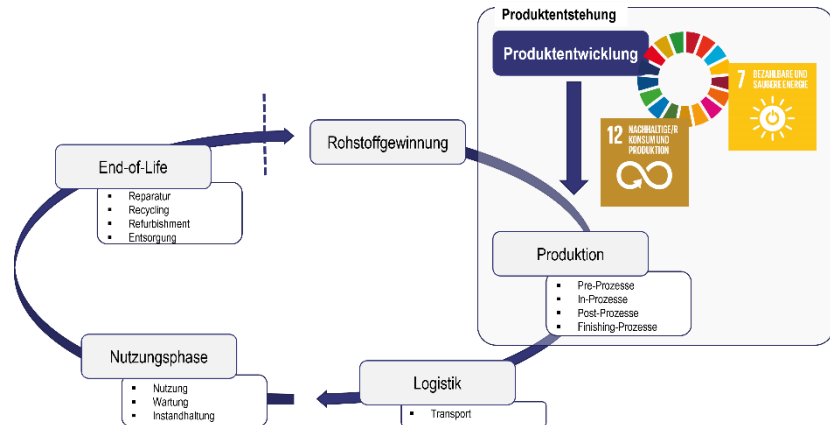 Produktentstehung
Produktentwicklung
7 BEZAHLBARE UND
SAUBERE ENERGIE
12 NACHHALTIGE/R
KONSUM UND
PRODUKTION
Rohstoffgewinnung
End-of-Life
▪ Reparatur
▪ Recycling
▪ Refurbishment
▪ Entsorgung
Produktion
▪ Pre-Prozesse
▪ In-Prozesse
▪ Post-Prozesse
▪ Finishing-Prozesse
Nutzungsphase
▪ Nutzung
▪ Wartung
▪ Instandhaltung
Logistik
▪ Transport